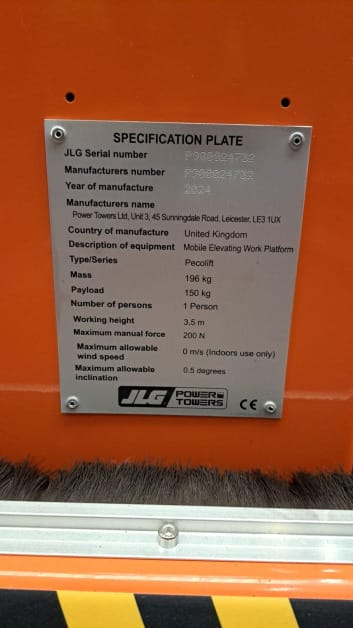 SPECIFICATION PLATE
JLG Serial number
Manufacturers number
Year of manufacture 2024
Manufacturers name
Power Towers Ltd, Unit 3, 45 Sunningdale Road, Leicester, LE3 1UX
Country of manufacture United Kingdom
Description of equipment Mobile Elevating Work Platform
Type/Series Pecolift
Mass 196 kg
Payload 150 kg
Number of persons 1 Person
Working height 3.5 m
Maximum manual force 200 N
Maximum allowable
wind speed 0 m/s (Indoors use only)
Maximum allowable
inclination 0.5 degrees
JLG POWER TOWERS CE